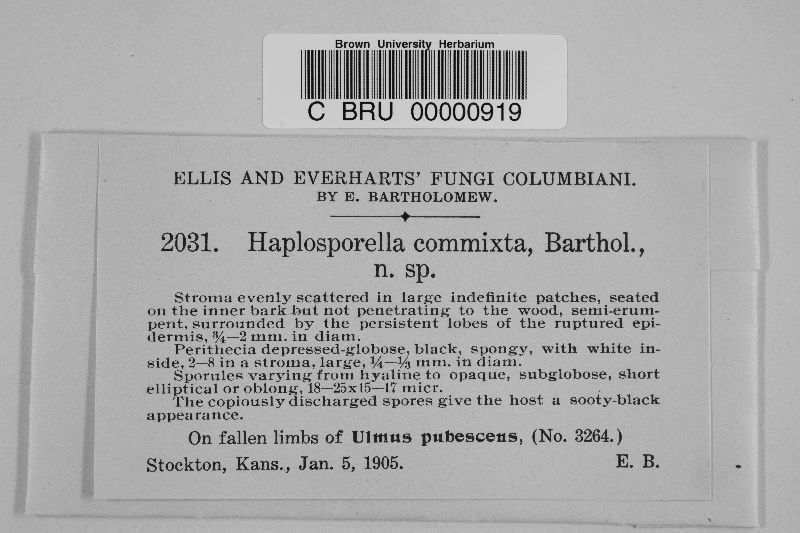 Brown University Herbarium
C BRU 00000919
ELLIS AND EVERHARTS' FUNGI COLUMBIANI.
BY E. BARTHOLOMEW.
2031. Haplosporella commixta, Barthol.,
n. sp.
Stroma evenly scattered in large indefinite patches, seated
on the inner bark but not penetrating to the wood, semi-erum-
pent, surrounded by the persistent lobes of the ruptured epi-
dermis, ¾—2 mm. in diam.
Perithecia depressed-globose, black, spongy, with white in-
side, 2—8 in a stroma, large, ¼—⅓ mm. in diam.
Sporules varying from hyaline to opaque, subglobose, short
elliptical or oblong, 18—25x15—17 micr.
The copiously discharged spores give the host a sooty-black
appearance.
On fallen limbs of Ulmus pubescens, (No. 3264.)
Stockton, Kans., Jan. 5, 1905. E. B.